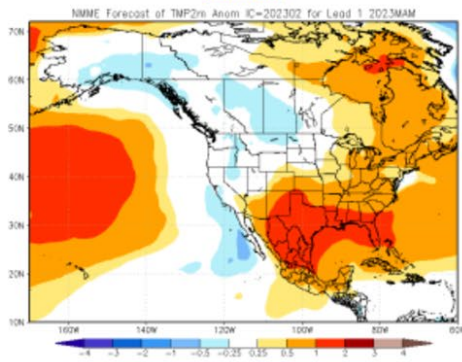 NMME Forecast of TMP2m Anom IC=202302 for Lead 1 2023MAM
70N
60N
50N
40N
30N
20N
10N
160W 140W 120W 100W 80W 60W
-4 -3 -2 -1 -0.5 -0.25 0.25 0.5 2 4